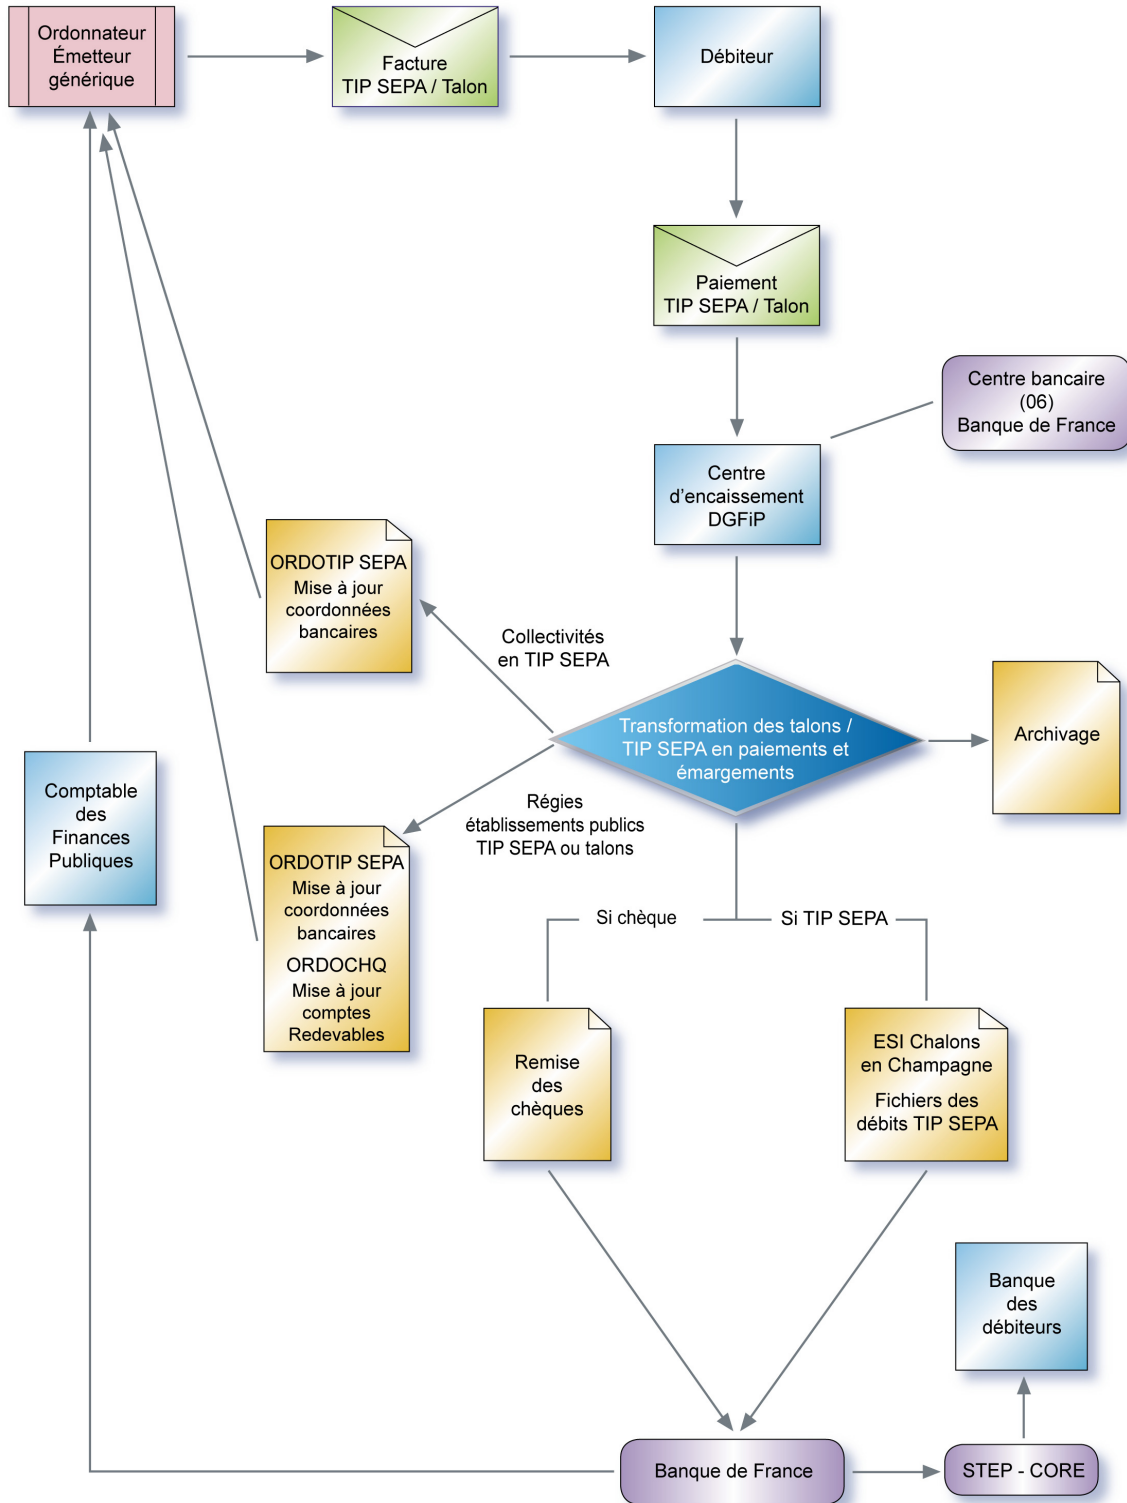 Ordonnateur
Émetteur
générique
Facture
TIP SEPA / Talon
Débiteur
Paiement
TIP SEPA / Talon
Centre bancaire
(06)
Banque de France
Centre
d'encaissement
DGFiP
ORDOTIP SEPA
Mise à jour
coordonnées
bancaires
Collectivités
en TIP SEPA
Transformation des talons /
TIP SEPA en paiements et
émargements
Archivage
Comptable
des
Finances
Publiques
Régies
établissements publics
TIP SEPA ou talons
ORDOTIP SEPA
Mise à jour
coordonnées
bancaires
ORDOCHQ
Mise à jour
comptes
Redevables
Si chèque
Si TIP SEPA
Remise
des
chèques
ESI Chalons
en Champagne
Fichiers des
débits TIP SEPA
Banque
des
débiteurs
Banque de France
STEP - CORE